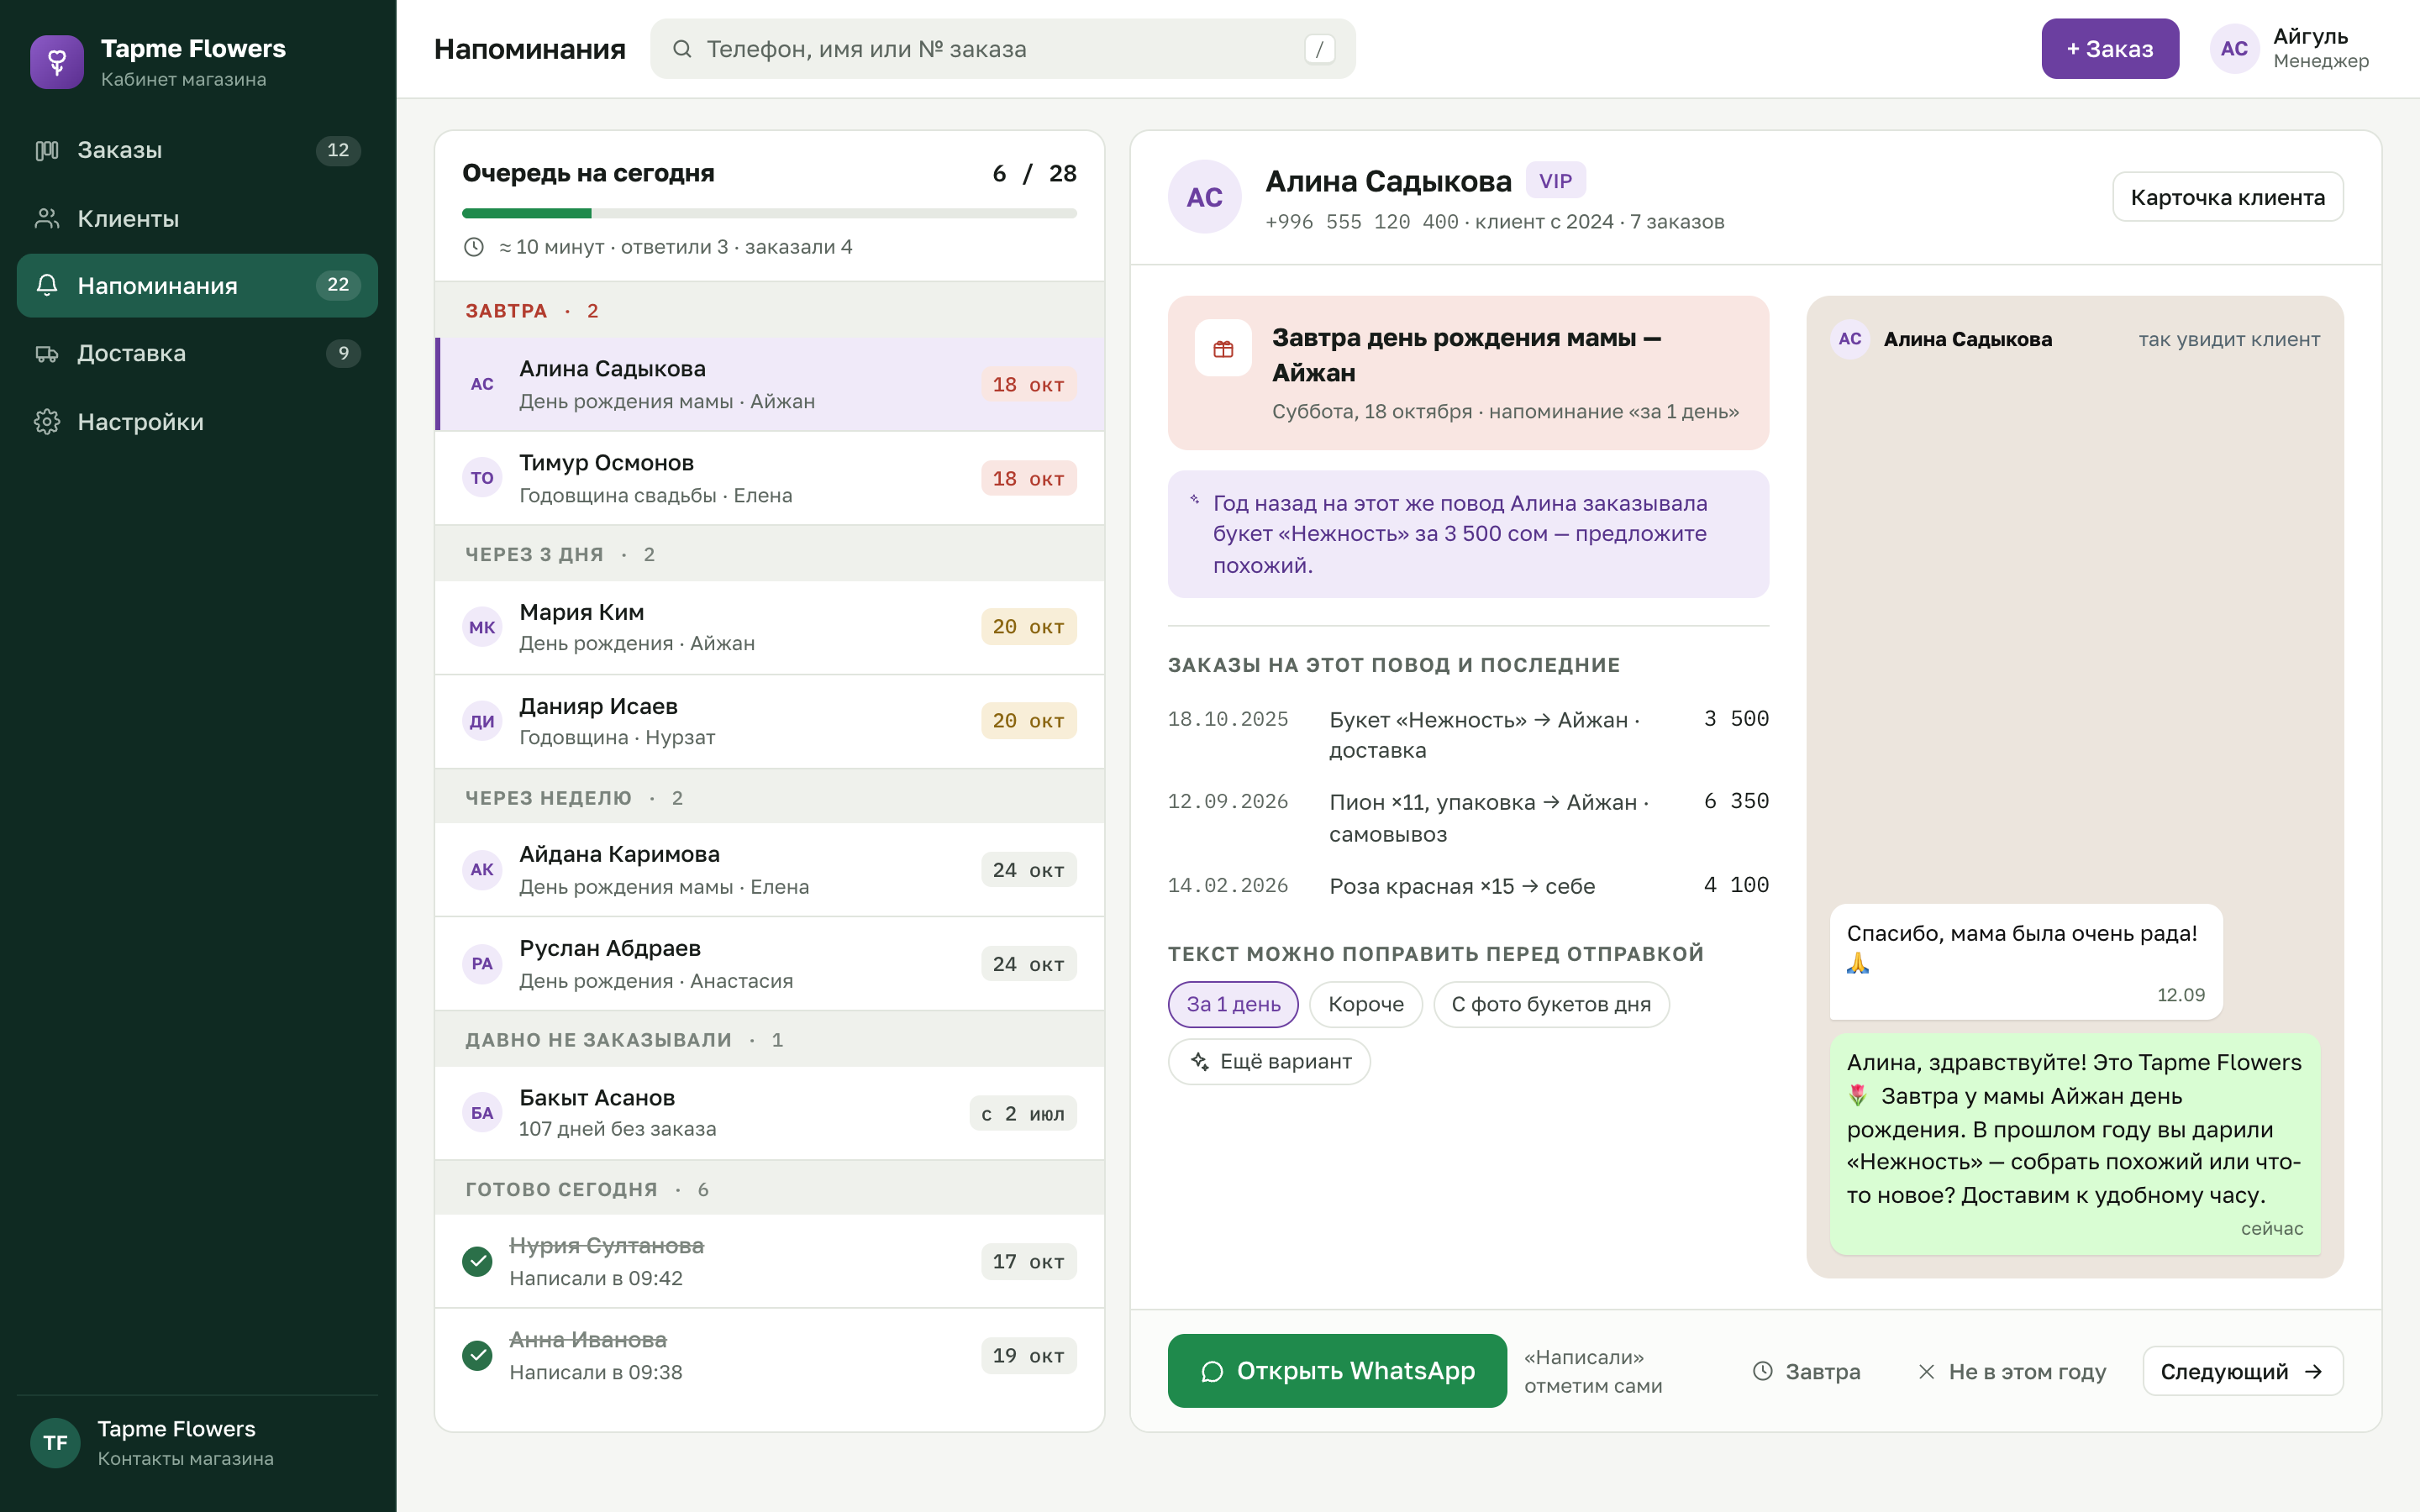 Tapme Flowers
Кабинет магазина
Заказы 12
Клиенты
Напоминания 22
Доставка 9
Настройки
Tapme Flowers
TF
Контакты магазина
Напоминания
Телефон, имя или № заказа /
+ Заказ
АС
Айгуль
Менеджер
Очередь на сегодня 6 / 28
≈ 10 минут · ответили 3 · заказали 4
ЗАВТРА · 2
АС
Алина Садыкова
День рождения мамы · Айжан
18 окт
ТО
Тимур Осмонов
Годовщина свадьбы · Елена
18 окт
ЧЕРЕЗ 3 ДНЯ · 2
МК
Мария Ким
День рождения · Айжан
20 окт
ДИ
Данияр Исаев
Годовщина · Нурзат
20 окт
ЧЕРЕЗ НЕДЕЛЮ · 2
АК
Айдана Каримова
День рождения мамы · Елена
24 окт
РА
Руслан Абдраев
День рождения · Анастасия
24 окт
ДАВНО НЕ ЗАКАЗЫВАЛИ · 1
БА
Бакыт Асанов
107 дней без заказа
с 2 июл
ГОТОВО СЕГОДНЯ · 6
Нурия Султанова
Написали в 09:42
17 окт
Анна Иванова
Написали в 09:38
19 окт
АС
Алина Садыкова VIP
+996 555 120 400 · клиент с 2024 · 7 заказов
Карточка клиента
Завтра день рождения мамы —
Айжан
Суббота, 18 октября · напоминание «за 1 день»
Год назад на этот же повод Алина заказывала
букет «Нежность» за 3 500 сом — предложите
похожий.
ЗАКАЗЫ НА ЭТОТ ПОВОД И ПОСЛЕДНИЕ
18.10.2025 Букет «Нежность» → Айжан · 3 500
доставка
12.09.2026 Пион ×11, упаковка → Айжан · 6 350
самовывоз
14.02.2026 Роза красная ×15 → себе 4 100
ТЕКСТ МОЖНО ПОПРАВИТЬ ПЕРЕД ОТПРАВКОЙ
За 1 день Короче С фото букетов дня
Ещё вариант
АС Алина Садыкова так увидит клиент
Спасибо, мама была очень рада!
🙏
12.09
Алина, здравствуйте! Это Tapme Flowers
🌷 Завтра у мамы Айжан день
рождения. В прошлом году вы дарили
«Нежность» — собрать похожий или что-
то новое? Доставим к удобному часу.
сейчас
Открыть WhatsApp
«Написали»
отметим сами
Завтра
Не в этом году
Следующий →